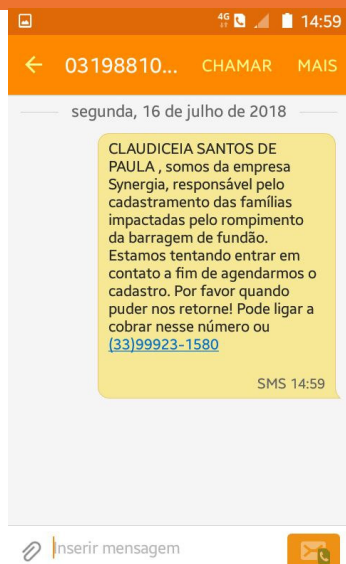 4G 14:59
03198810... CHAMAR MAIS
segunda, 16 de julho de 2018
CLAUDICEIA SANTOS DE
PAULA , somos da empresa
Synergia, responsável pelo
cadastramento das famílias
impactadas pelo rompimento
da barragem de fundão.
Estamos tentando entrar em
contato a fim de agendarmos o
cadastro. Por favor quando
puder nos retorne! Pode ligar a
cobrar nesse número ou
(33)99923-1580
SMS 14:59
Inserir mensagem